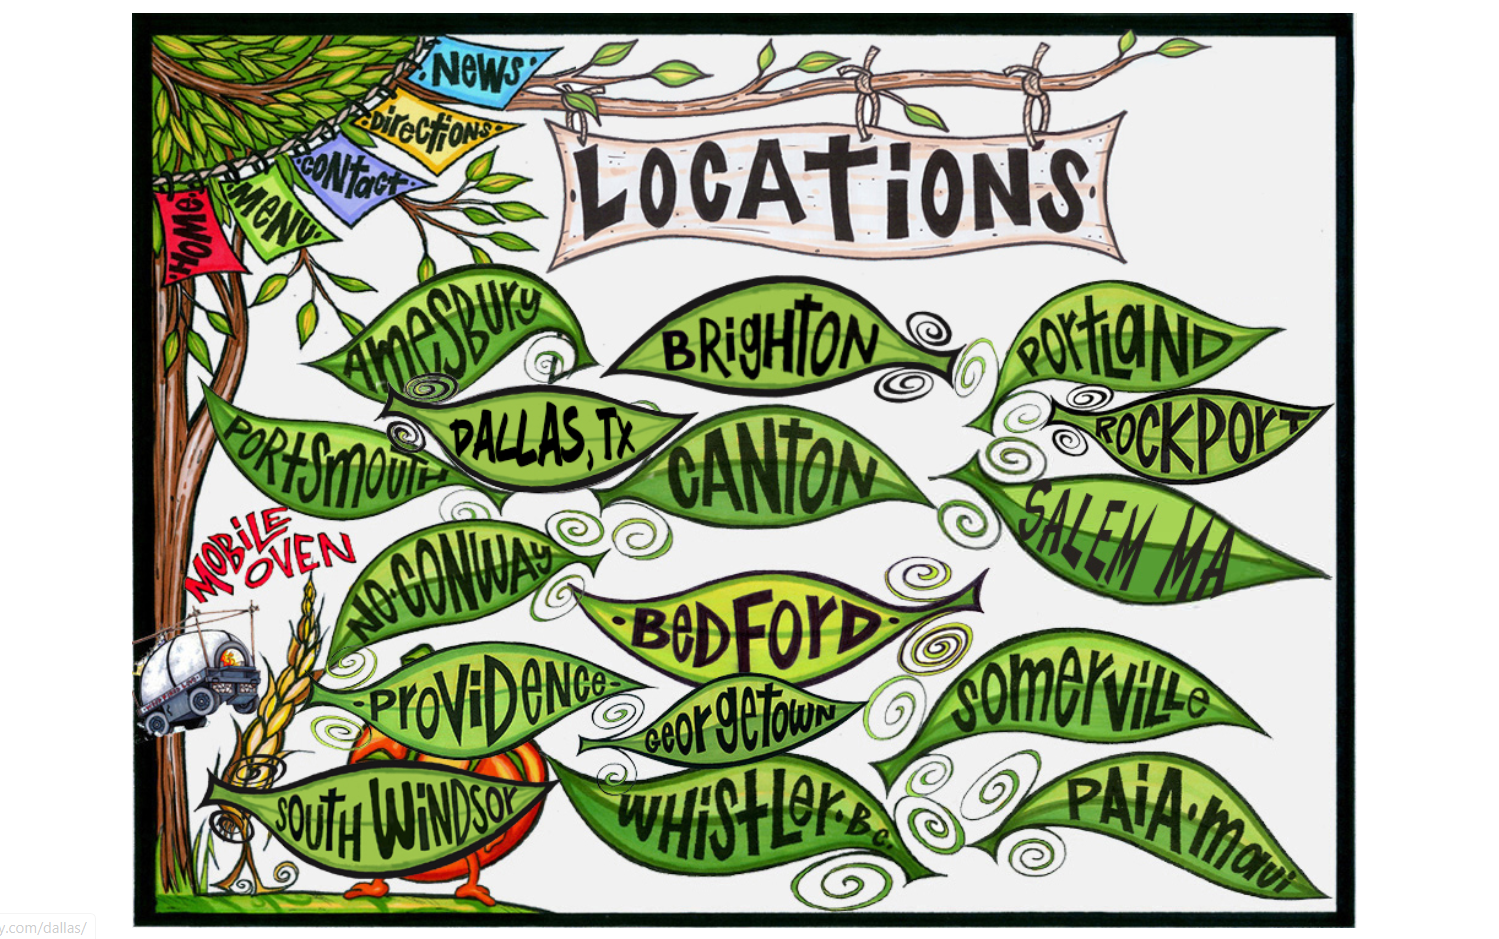 News
Directions
Contact
Menu
Home
Locations
Amesbury
Brighton
Portland
Portsmouth
Dallas, TX
Canton
Rockport
Salem MA
Mobile
Oven
No. Conway
·Bedford·
·Providence·
Georgetown
Somerville
South Windsor
Whistler. B.C.
Paia·Maui
y.com/dallas/